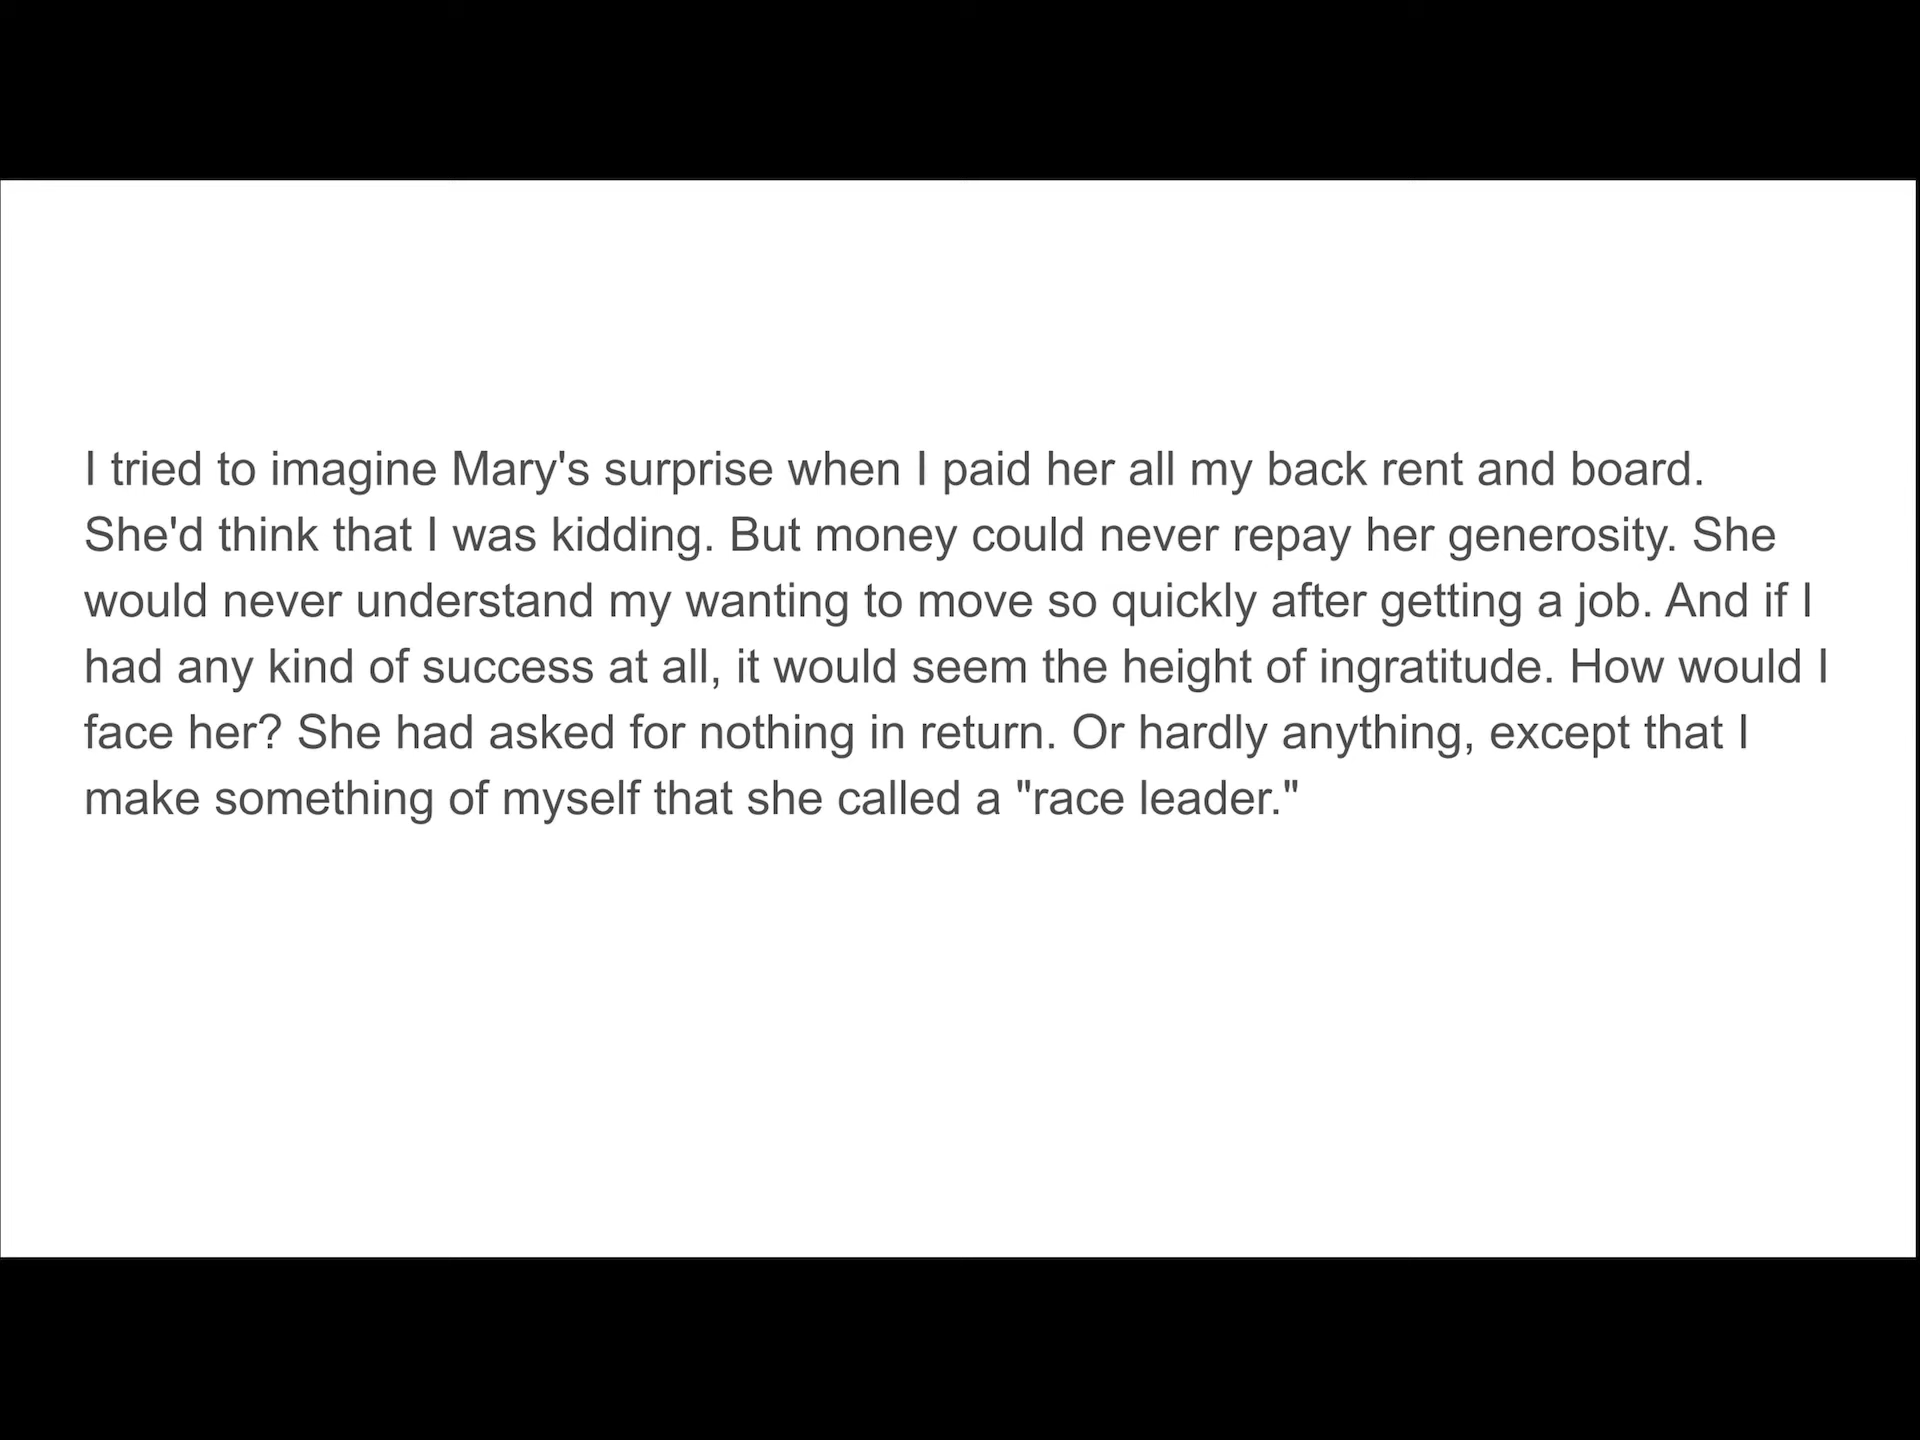 I tried to imagine Mary's surprise when I paid her all my back rent and board.
She'd think that I was kidding. But money could never repay her generosity. She
would never understand my wanting to move so quickly after getting a job. And if I
had any kind of success at all, it would seem the height of ingratitude. How would I
face her? She had asked for nothing in return. Or hardly anything, except that I
make something of myself that she called a "race leader."